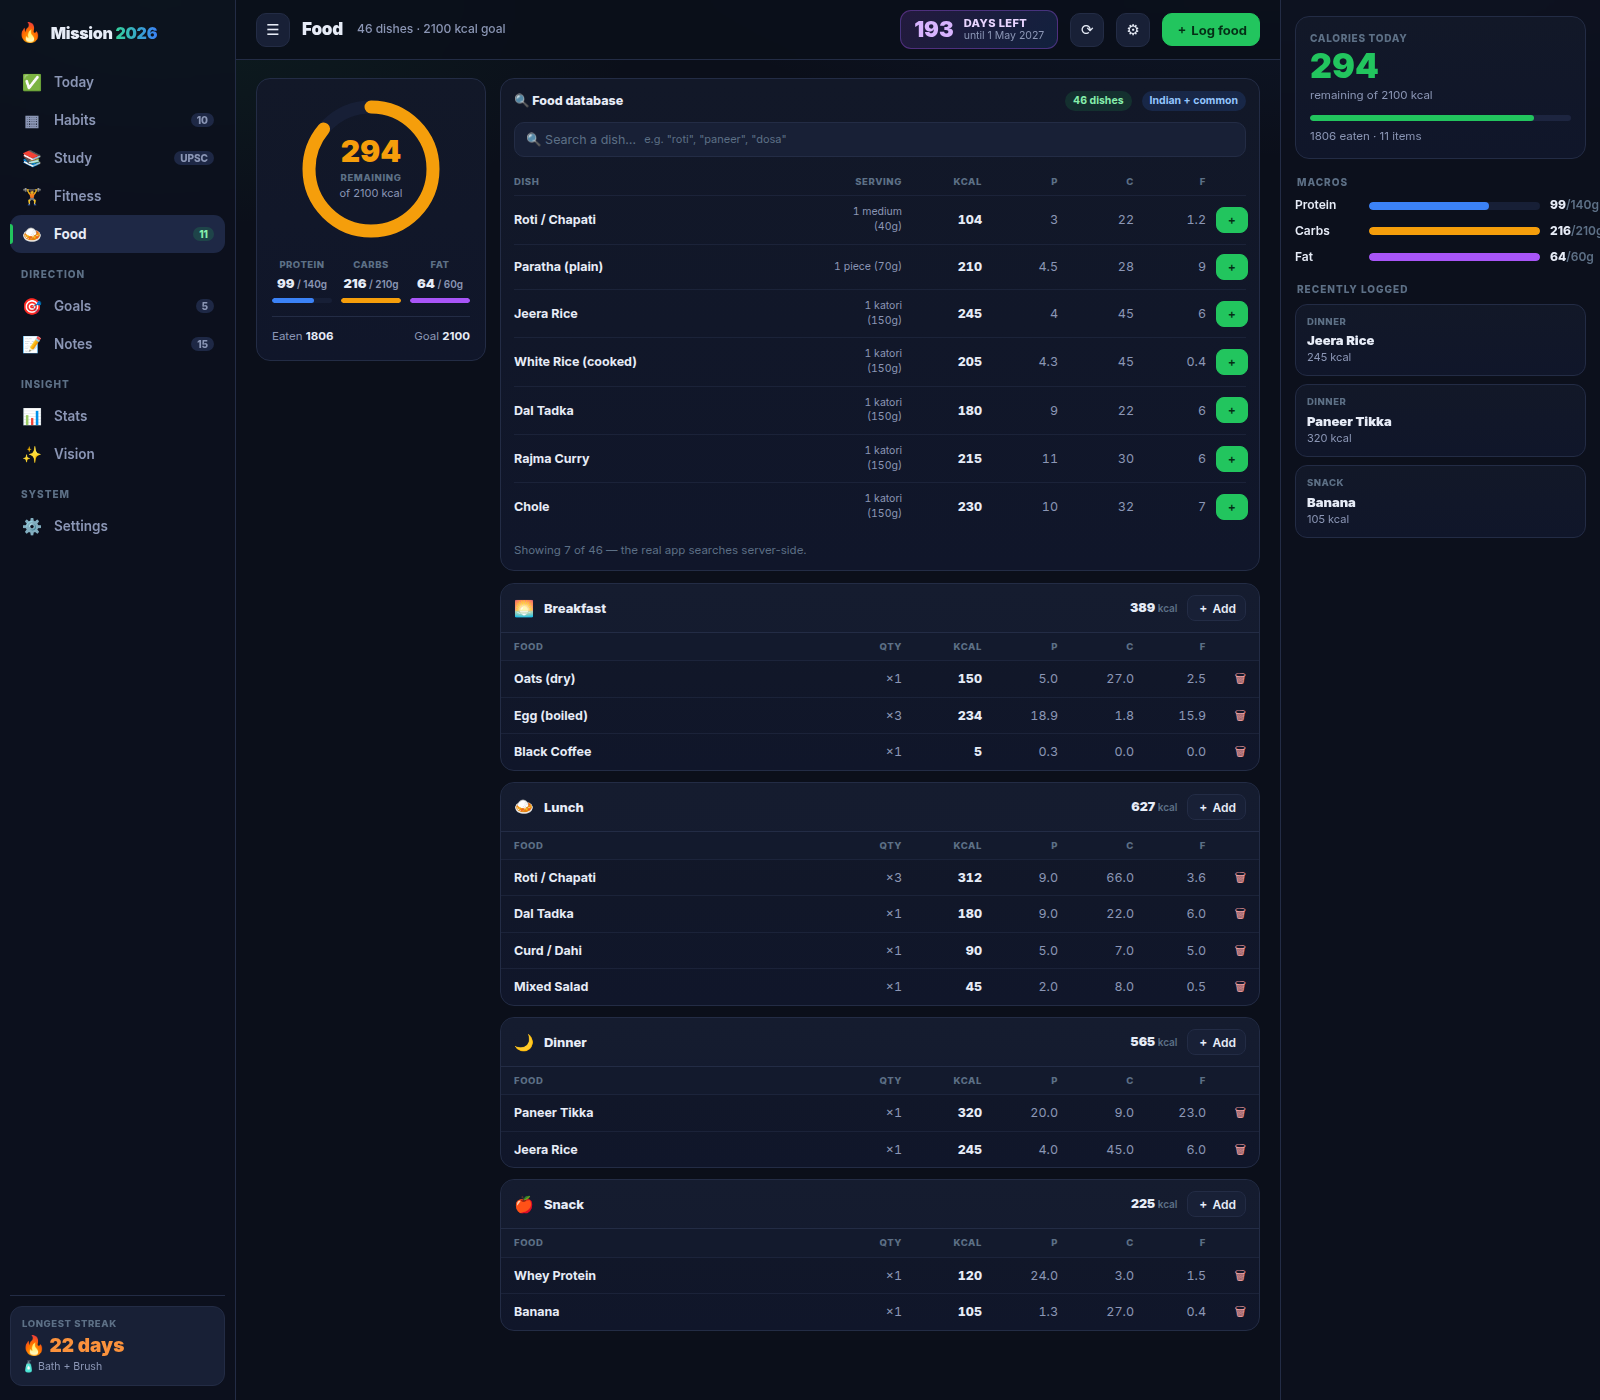 Mission 2026
Today
Habits 10
Study UPSC
Fitness
Food 11
DIRECTION
Goals 5
Notes 15
INSIGHT
Stats
Vision
SYSTEM
Settings
LONGEST STREAK
22 days
Bath + Brush
Food 46 dishes · 2100 kcal goal
193 DAYS LEFT
until 1 May 2027
+ Log food
294
REMAINING
of 2100 kcal
PROTEIN CARBS FAT
99 / 140g 216 / 210g 64 / 60g
Eaten 1806 Goal 2100
Food database 46 dishes Indian + common
Search a dish... e.g. "roti", "paneer", "dosa"
DISH SERVING KCAL P C F
Roti / Chapati 1 medium (40g) 104 3 22 1.2 +
Paratha (plain) 1 piece (70g) 210 4.5 28 9 +
Jeera Rice 1 katori (150g) 245 4 45 6 +
White Rice (cooked) 1 katori (150g) 205 4.3 45 0.4 +
Dal Tadka 1 katori (150g) 180 9 22 6 +
Rajma Curry 1 katori (150g) 215 11 30 6 +
Chole 1 katori (150g) 230 10 32 7 +
Showing 7 of 46 — the real app searches server-side.
Breakfast 389 kcal + Add
FOOD QTY KCAL P C F
Oats (dry) ×1 150 5.0 27.0 2.5
Egg (boiled) ×3 234 18.9 1.8 15.9
Black Coffee ×1 5 0.3 0.0 0.0
Lunch 627 kcal + Add
FOOD QTY KCAL P C F
Roti / Chapati ×3 312 9.0 66.0 3.6
Dal Tadka ×1 180 9.0 22.0 6.0
Curd / Dahi ×1 90 5.0 7.0 5.0
Mixed Salad ×1 45 2.0 8.0 0.5
Dinner 565 kcal + Add
FOOD QTY KCAL P C F
Paneer Tikka ×1 320 20.0 9.0 23.0
Jeera Rice ×1 245 4.0 45.0 6.0
Snack 225 kcal + Add
FOOD QTY KCAL P C F
Whey Protein ×1 120 24.0 3.0 1.5
Banana ×1 105 1.3 27.0 0.4
CALORIES TODAY
294
remaining of 2100 kcal
1806 eaten · 11 items
MACROS
Protein 99/140g
Carbs 216/210g
Fat 64/60g
RECENTLY LOGGED
DINNER
Jeera Rice
245 kcal
DINNER
Paneer Tikka
320 kcal
SNACK
Banana
105 kcal